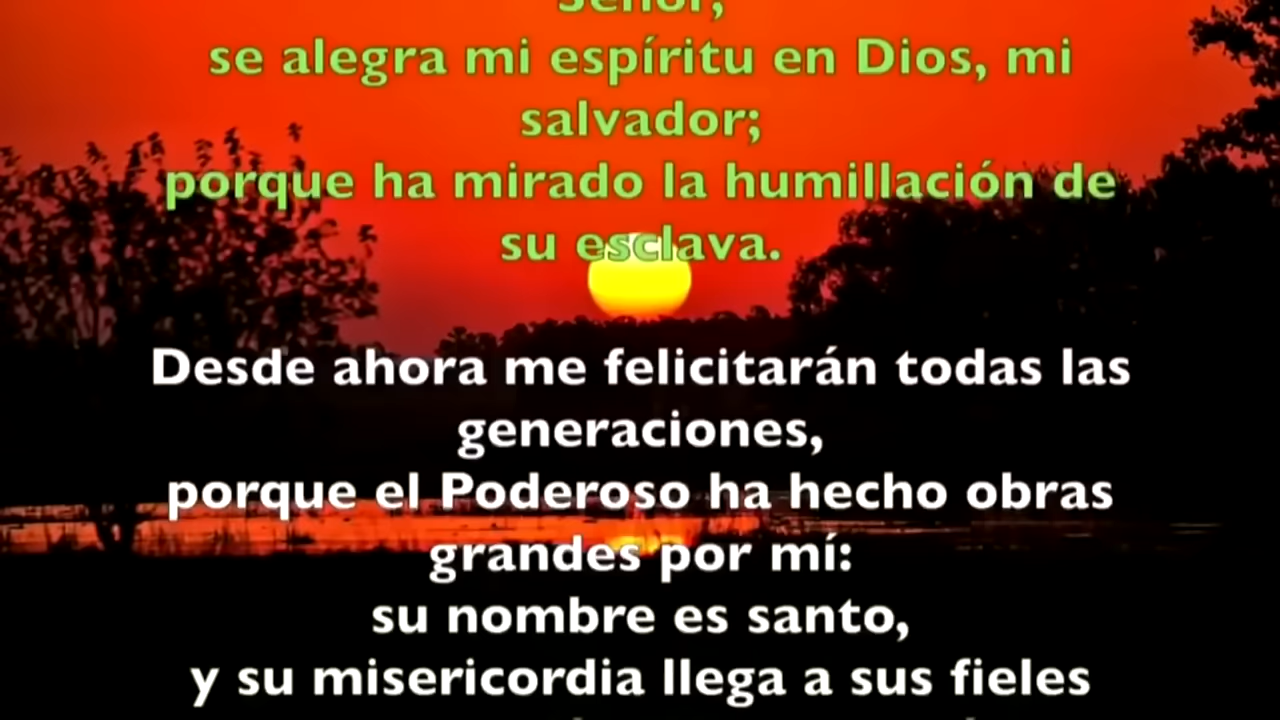 Señor,
se alegra mi espíritu en Dios, mi
salvador;
porque ha mirado la humillación de
su esclava.
Desde ahora me felicitarán todas las
generaciones,
porque el Poderoso ha hecho obras
grandes por mí:
su nombre es santo,
y su misericordia llega a sus fieles